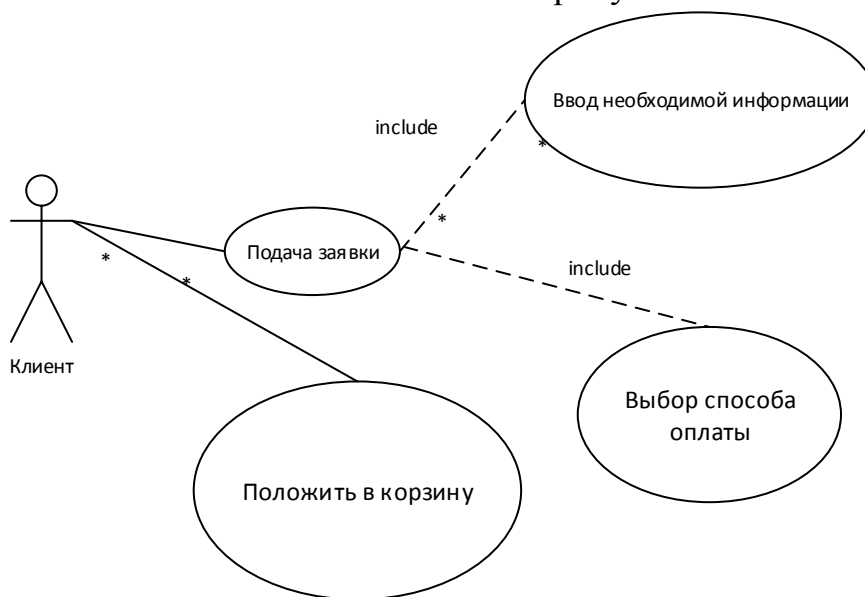 Ввод необходимой информации
include
*
*
Подача заявки
include
*
*
Клиент
Выбор способа
оплаты
Положить в корзину